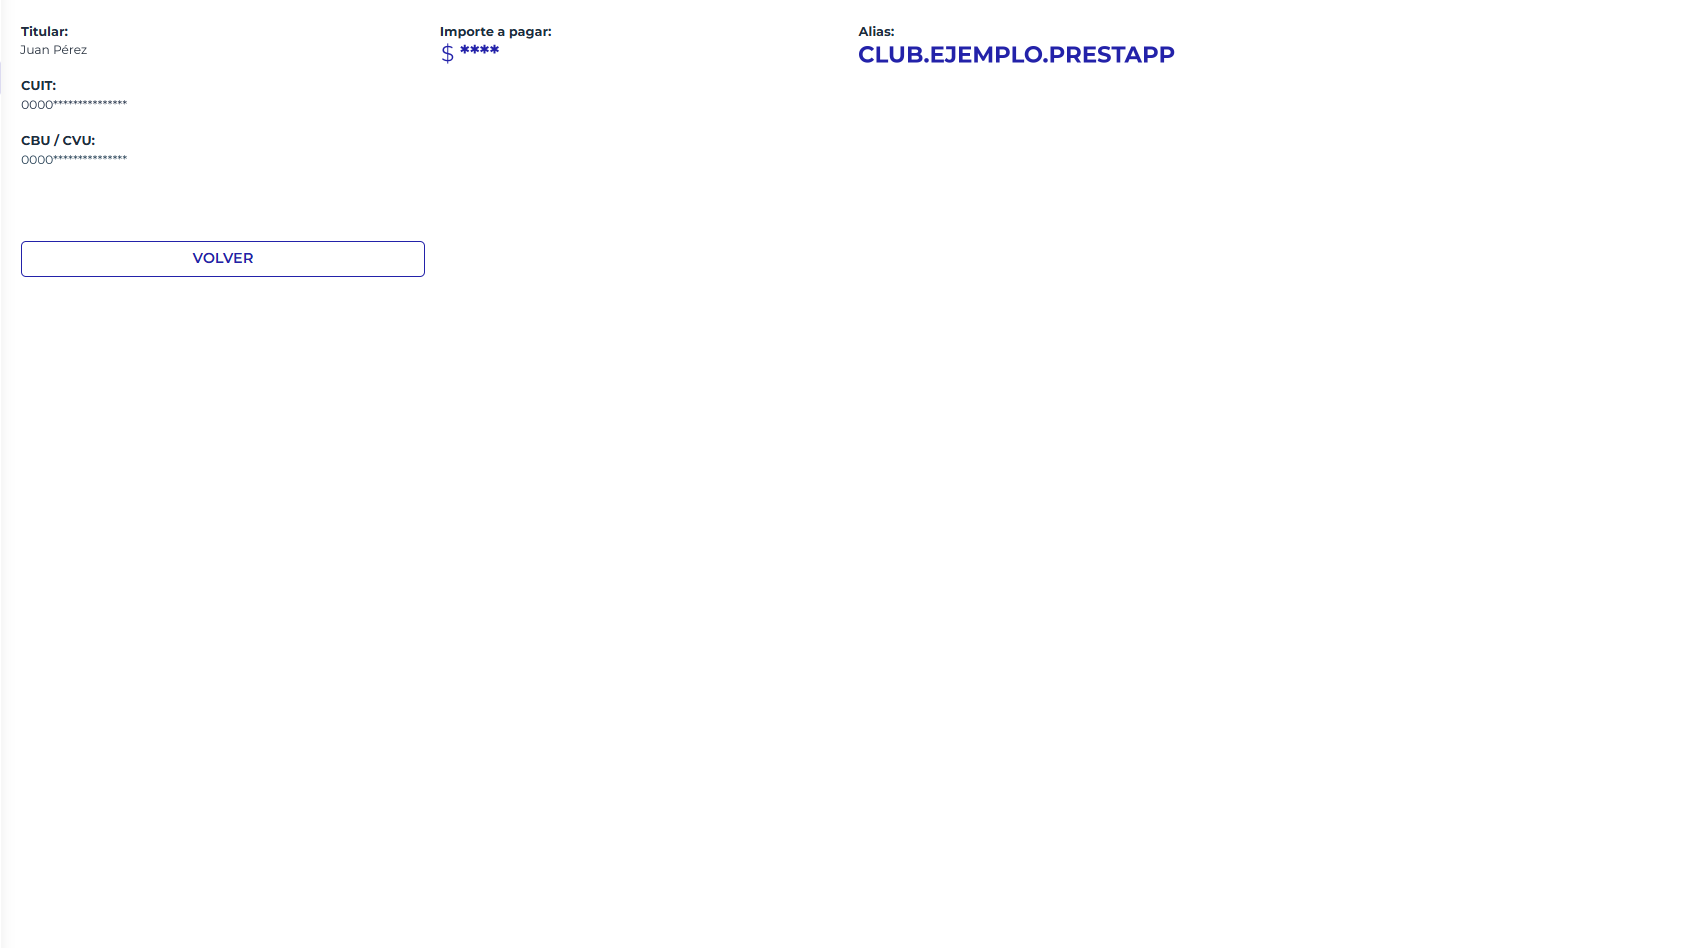 Titular:
Juan Pérez
CUIT:
0000***************
CBU / CVU:
0000***************
Importe a pagar:
$ ****
Alias:
CLUB.EJEMPLO.PRESTAPP
VOLVER